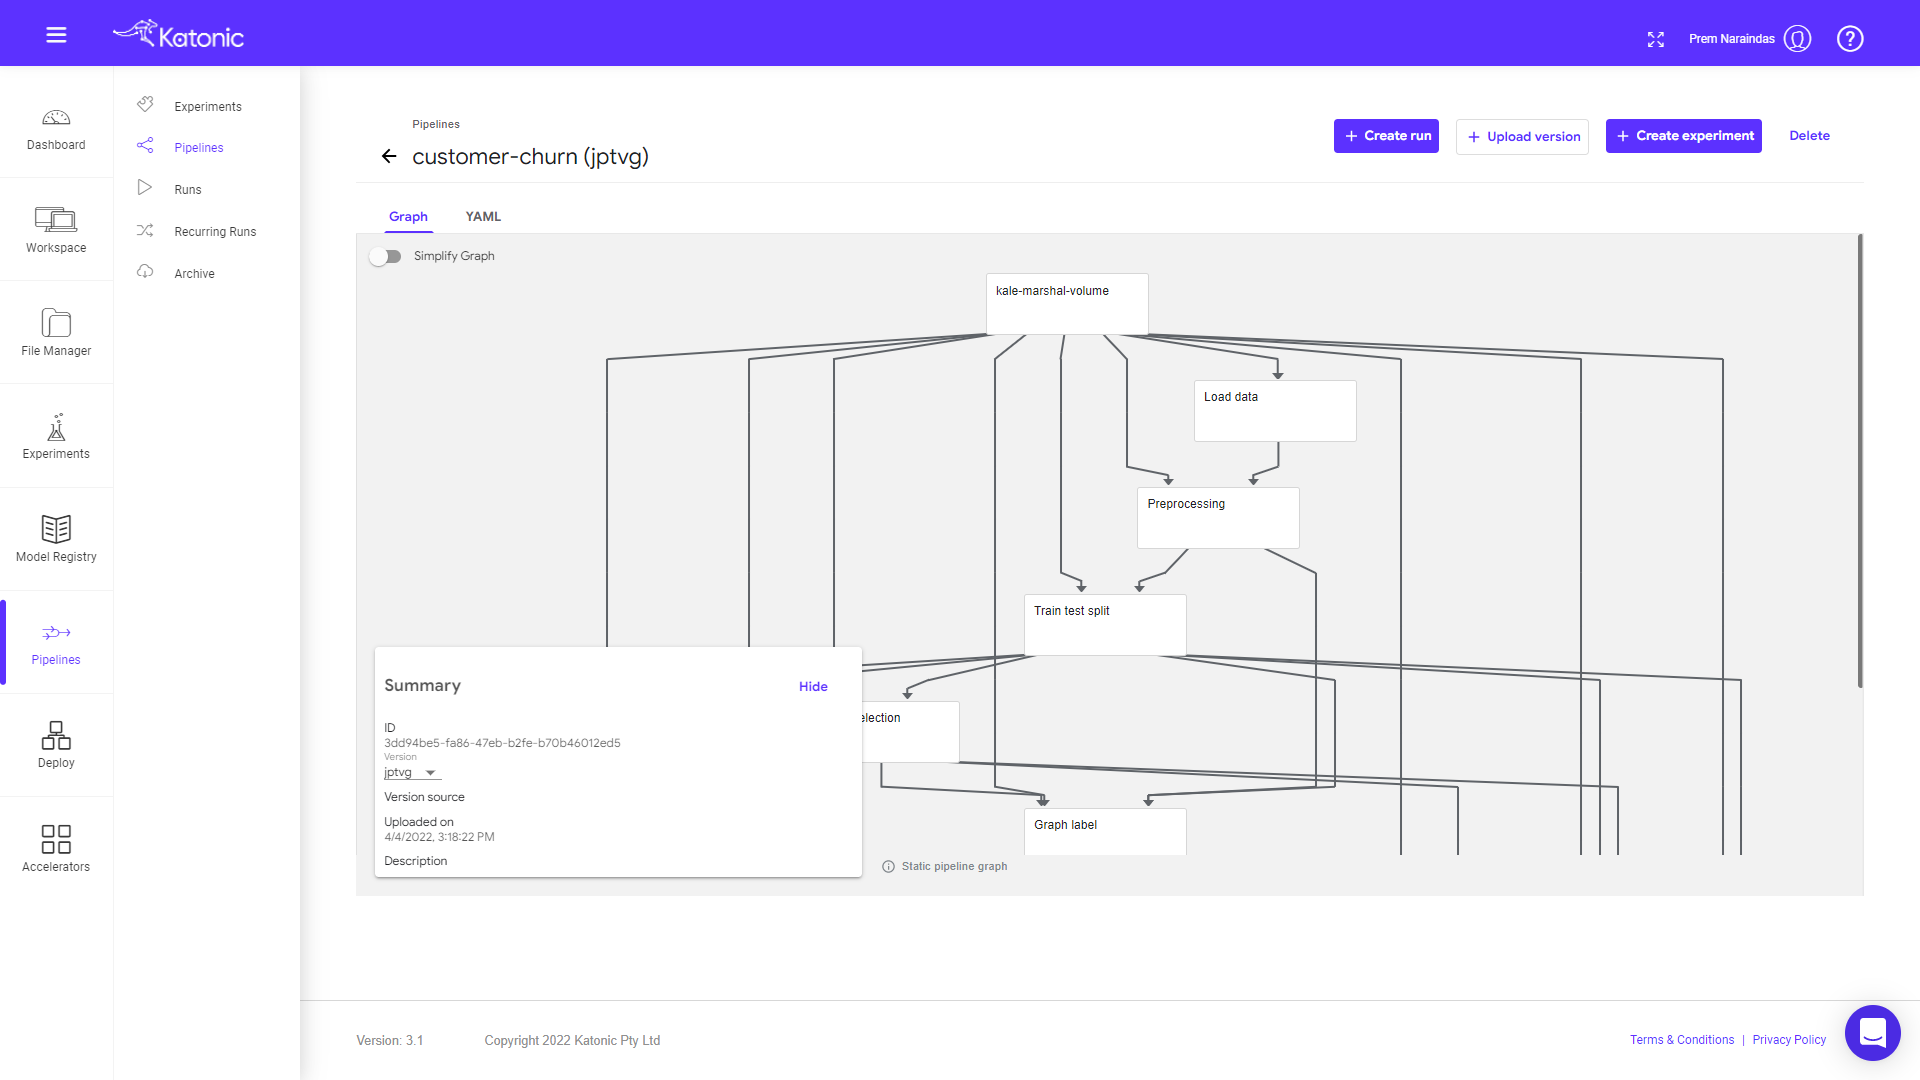 Katonic
Prem Naraindas
?
Dashboard
Workspace
File Manager
Experiments
Model Registry
Pipelines
Deploy
Accelerators
Experiments
Pipelines
Runs
Recurring Runs
Archive
Pipelines
customer-churn (jptvg)
+ Create run
+ Upload version
+ Create experiment
Delete
Graph YAML
Simplify Graph
kale-marshal-volume
Load data
Preprocessing
Train test split
election
Graph label
Summary
Hide
ID
3dd94be5-fa86-47eb-b2fe-b70b46012ed5
Version
jptvg
Version source
Uploaded on
4/4/2022, 3:18:22 PM
Description
Static pipeline graph
Version: 3.1
Copyright 2022 Katonic Pty Ltd
Terms & Conditions | Privacy Policy